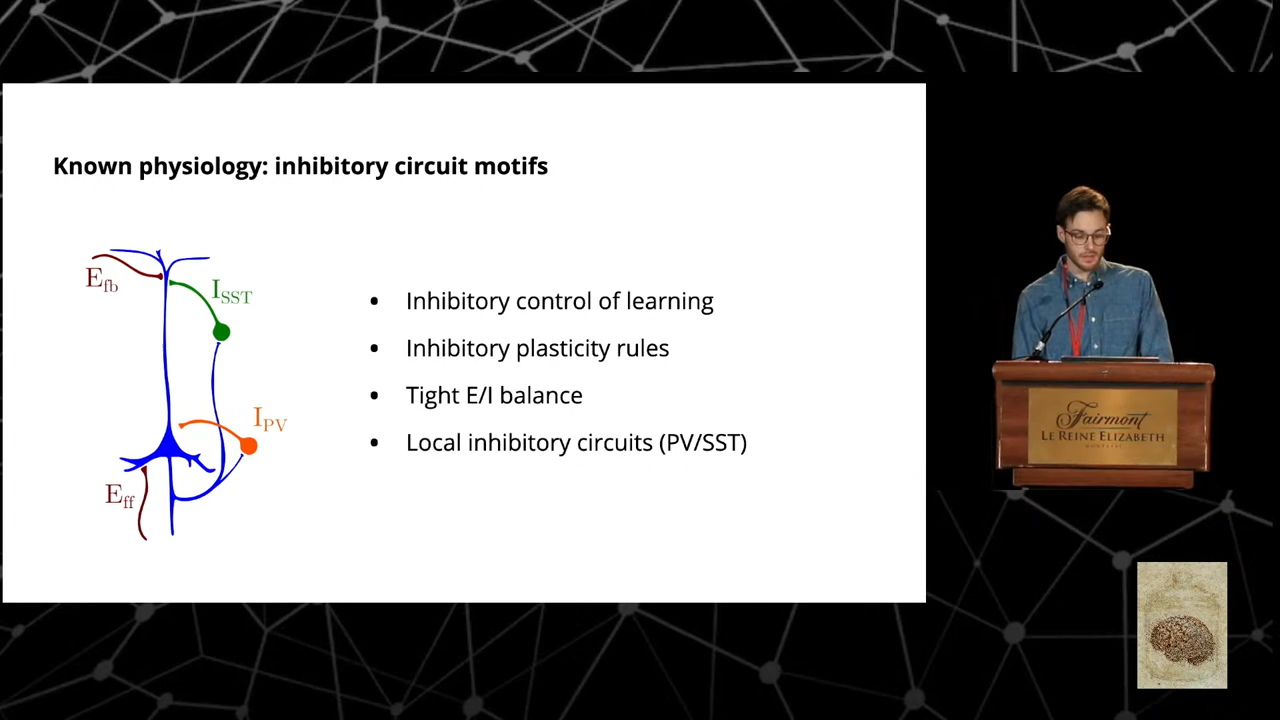 Known physiology: inhibitory circuit motifs
E_fb
I_SST
I_PV
E_ff
• Inhibitory control of learning
• Inhibitory plasticity rules
• Tight E/I balance
• Local inhibitory circuits (PV/SST)
Fairmont
LE REINE ELIZABETH
MONTRÉAL